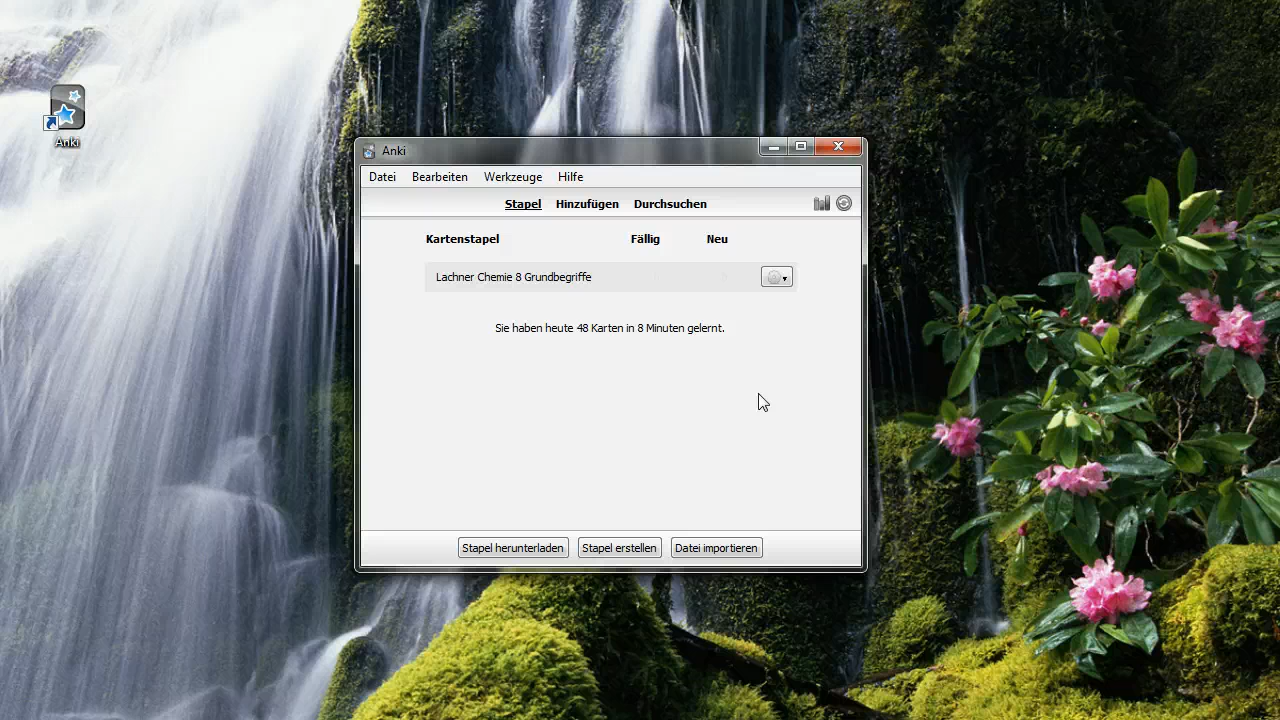 Anki
Anki
Datei Bearbeiten Werkzeuge Hilfe
Stapel Hinzufügen Durchsuchen
Kartenstapel Fällig Neu
Lachner Chemie 8 Grundbegriffe
Sie haben heute 48 Karten in 8 Minuten gelernt.
Stapel herunterladen Stapel erstellen Datei importieren